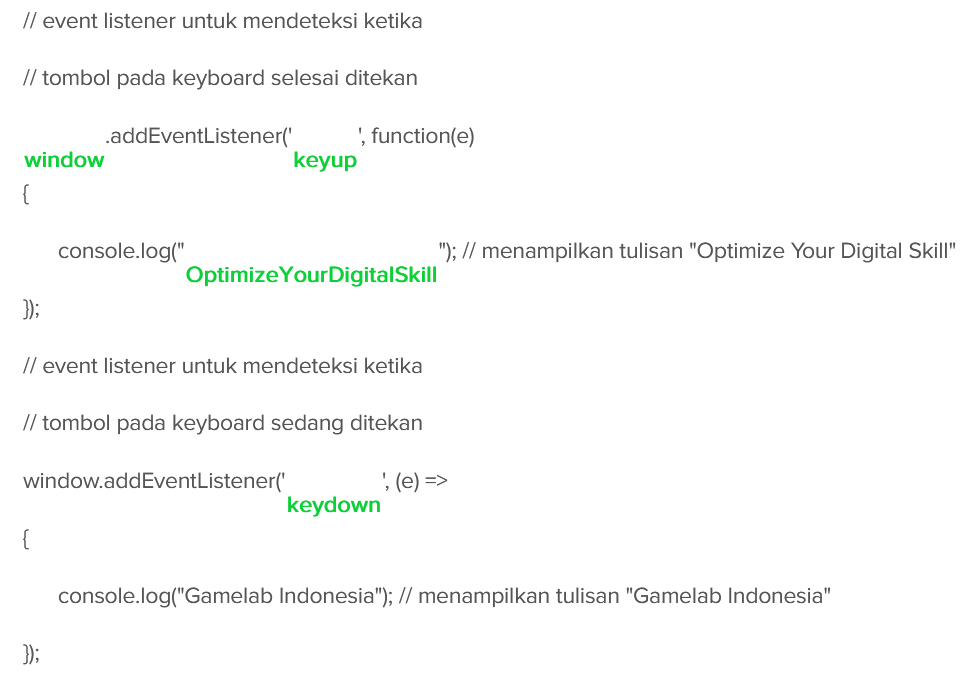 // event listener untuk mendeteksi ketika
// tombol pada keyboard selesai ditekan
window.addEventListener('keyup', function(e)
{
console.log("OptimizeYourDigitalSkill"); // menampilkan tulisan "Optimize Your Digital Skill"
});
// event listener untuk mendeteksi ketika
// tombol pada keyboard sedang ditekan
window.addEventListener('keydown', (e) =>
{
console.log("Gamelab Indonesia"); // menampilkan tulisan "Gamelab Indonesia"
});